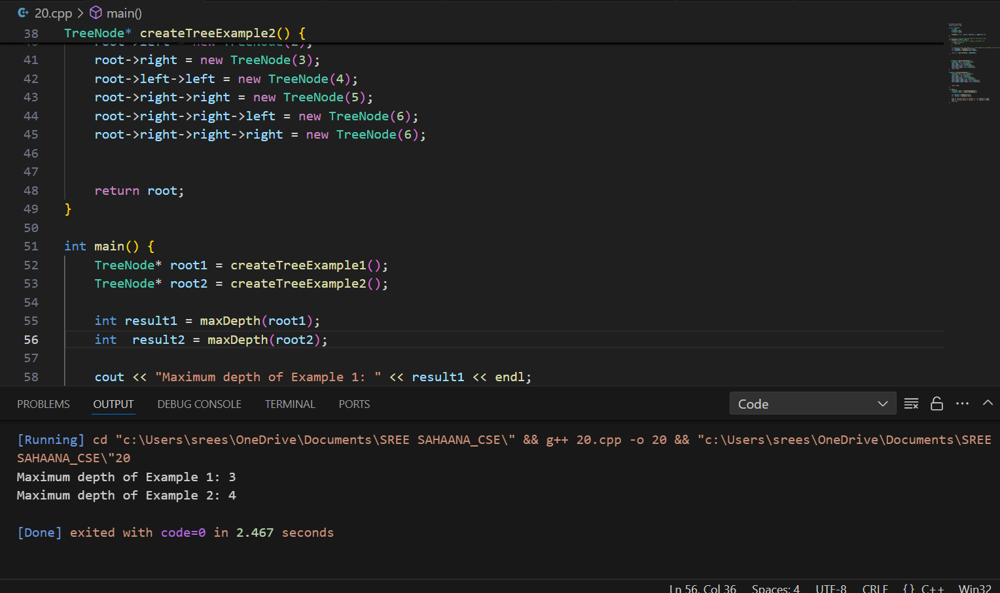 20.cpp > main()
38 TreeNode* createTreeExample2() {
root->left = new TreeNode(2);
41 root->right = new TreeNode(3);
42 root->left->left = new TreeNode(4);
43 root->right->right = new TreeNode(5);
44 root->right->right->left = new TreeNode(6);
45 root->right->right->right = new TreeNode(6);
46
47
48 return root;
49 }
50
51 int main() {
52 TreeNode* root1 = createTreeExample1();
53 TreeNode* root2 = createTreeExample2();
54
55 int result1 = maxDepth(root1);
56 int  result2 = maxDepth(root2);
57
58 cout << "Maximum depth of Example 1: " << result1 << endl;
PROBLEMS OUTPUT DEBUG CONSOLE TERMINAL PORTS Code
[Running] cd "c:\Users\srees\OneDrive\Documents\SREE SAHAANA_CSE\" && g++ 20.cpp -o 20 && "c:\Users\srees\OneDrive\Documents\SREE
SAHAANA_CSE\"20
Maximum depth of Example 1: 3
Maximum depth of Example 2: 4
[Done] exited with code=0 in 2.467 seconds
Ln 56, Col 36 Spaces: 4 UTF-8 CRLF {} C++ Win32